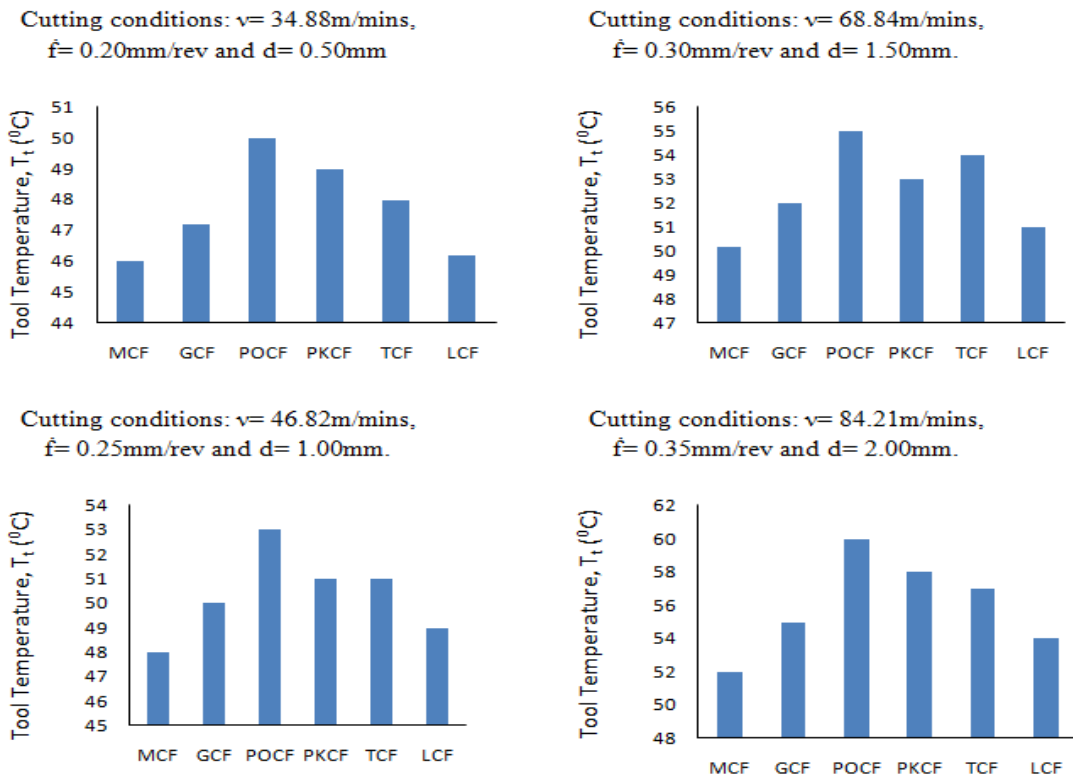 Cutting conditions: v= 34.88m/mins,
f̂= 0.20mm/rev and d= 0.50mm
Tool Temperature, Tt (⁰C)
51
50
49
48
47
46
45
44
MCF GCF POCF PKCF TCF LCF
Cutting conditions: v= 68.84m/mins,
f̂= 0.30mm/rev and d= 1.50mm.
Tool Temperature, Tt (⁰C)
56
55
54
53
52
51
50
49
48
47
MCF GCF POCF PKCF TCF LCF
Cutting conditions: v= 46.82m/mins,
f̂= 0.25mm/rev and d= 1.00mm.
Tool Temperature, Tt (⁰C)
54
53
52
51
50
49
48
47
46
45
MCF GCF POCF PKCF TCF LCF
Cutting conditions: v= 84.21m/mins,
f̂= 0.35mm/rev and d= 2.00mm.
Tool Temperature, Tt (⁰C)
62
60
58
56
54
52
50
48
MCF GCF POCF PKCF TCF LCF